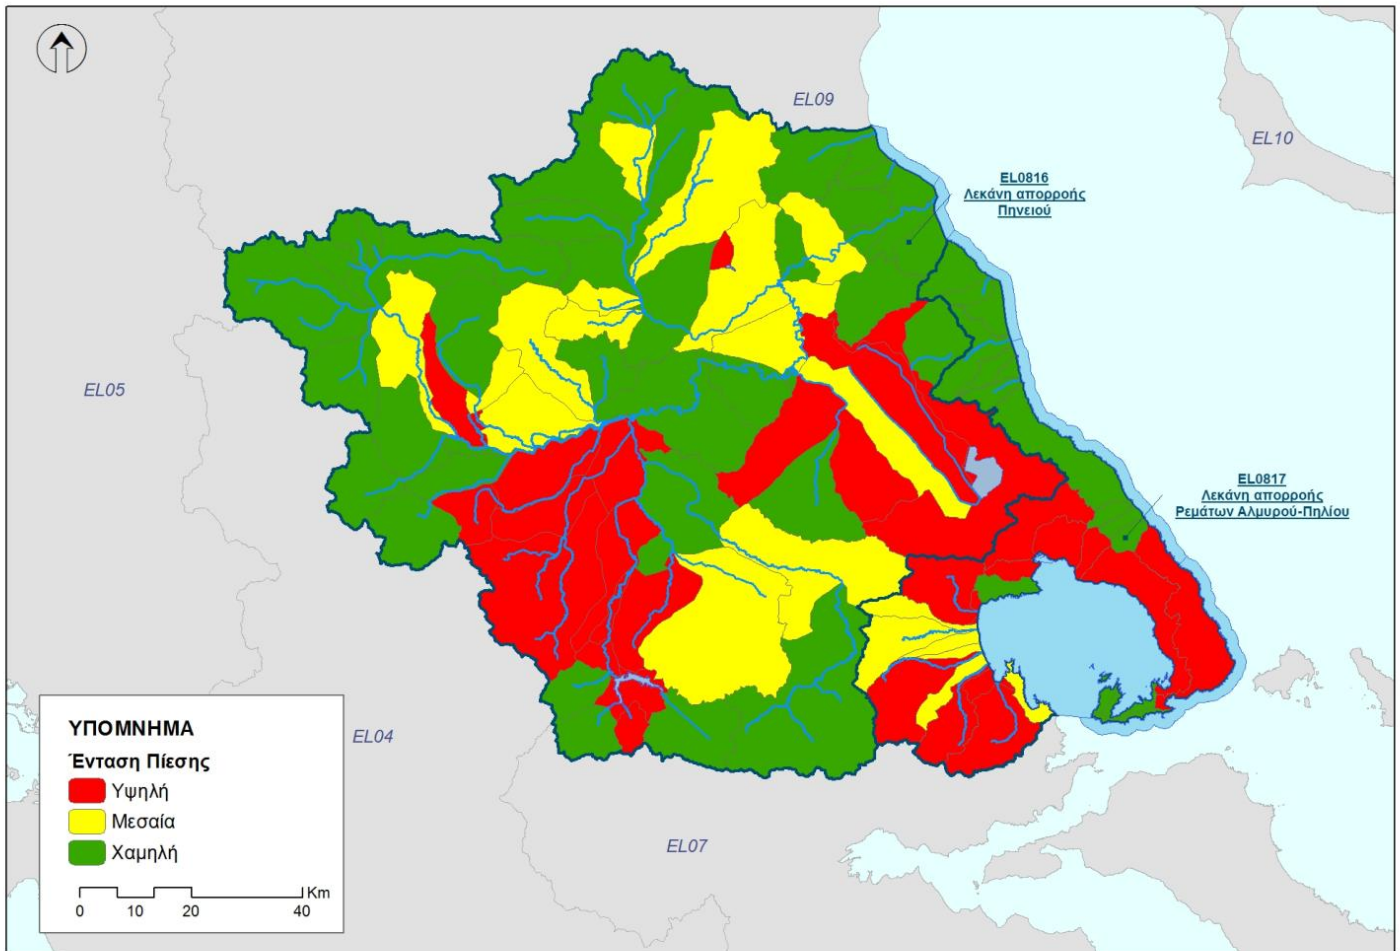 EL09
EL10
EL0816
Λεκάνη απορροής
Πηνειού
EL05
EL0817
Λεκάνη απορροής
Ρεμάτων Αλμυρού-Πηλίου
EL04
EL07
ΥΠΟΜΝΗΜΑ
Ένταση Πίεσης
Υψηλή
Μεσαία
Χαμηλή
Km
0 10 20 40